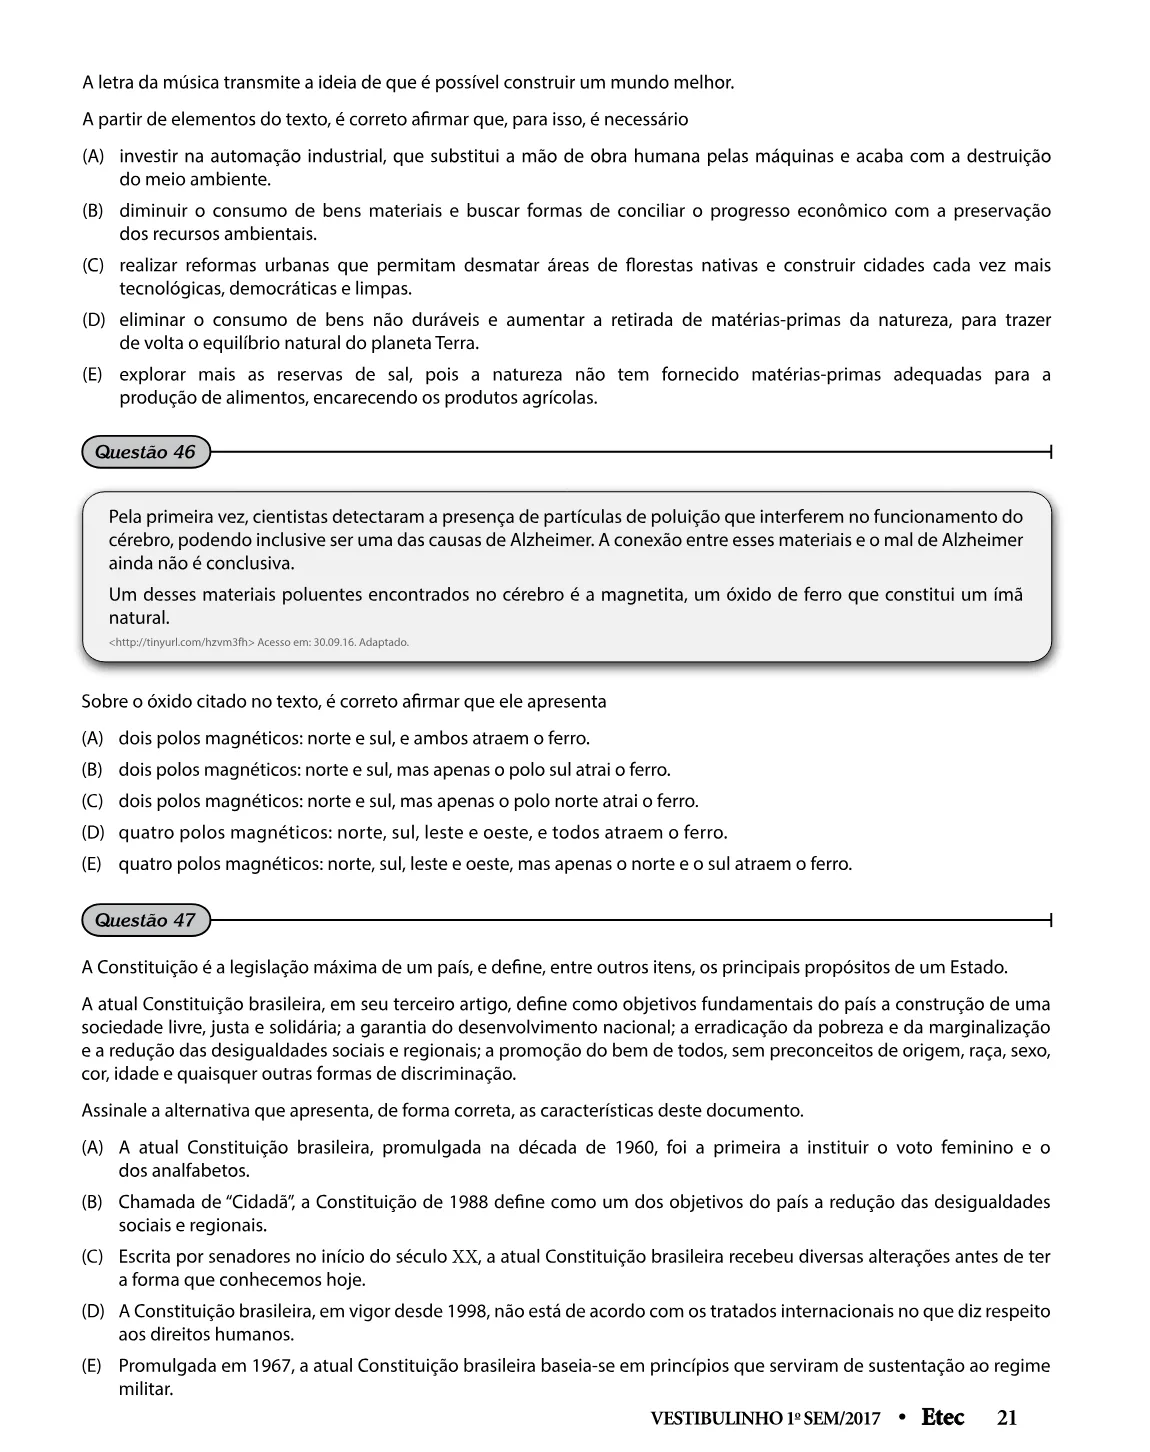 A letra da música transmite a ideia de que é possível construir um mundo melhor.
A partir de elementos do texto, é correto afirmar que, para isso, é necessário
(A) investir na automação industrial, que substitui a mão de obra humana pelas máquinas e acaba com a destruição
do meio ambiente.
(B) diminuir o consumo de bens materiais e buscar formas de conciliar o progresso econômico com a preservação
dos recursos ambientais.
(C) realizar reformas urbanas que permitam desmatar áreas de florestas nativas e construir cidades cada vez mais
tecnológicas, democráticas e limpas.
(D) eliminar o consumo de bens não duráveis e aumentar a retirada de matérias-primas da natureza, para trazer
de volta o equilíbrio natural do planeta Terra.
(E) explorar mais as reservas de sal, pois a natureza não tem fornecido matérias-primas adequadas para a
produção de alimentos, encarecendo os produtos agrícolas.
Questão 46
Pela primeira vez, cientistas detectaram a presença de partículas de poluição que interferem no funcionamento do
cérebro, podendo inclusive ser uma das causas de Alzheimer. A conexão entre esses materiais e o mal de Alzheimer
ainda não é conclusiva.
Um desses materiais poluentes encontrados no cérebro é a magnetita, um óxido de ferro que constitui um ímã
natural.
<http://tinyurl.com/hzvm3fh> Acesso em: 30.09.16. Adaptado.
Sobre o óxido citado no texto, é correto afirmar que ele apresenta
(A) dois polos magnéticos: norte e sul, e ambos atraem o ferro.
(B) dois polos magnéticos: norte e sul, mas apenas o polo sul atrai o ferro.
(C) dois polos magnéticos: norte e sul, mas apenas o polo norte atrai o ferro.
(D) quatro polos magnéticos: norte, sul, leste e oeste, e todos atraem o ferro.
(E) quatro polos magnéticos: norte, sul, leste e oeste, mas apenas o norte e o sul atraem o ferro.
Questão 47
A Constituição é a legislação máxima de um país, e define, entre outros itens, os principais propósitos de um Estado.
A atual Constituição brasileira, em seu terceiro artigo, define como objetivos fundamentais do país a construção de uma
sociedade livre, justa e solidária; a garantia do desenvolvimento nacional; a erradicação da pobreza e da marginalização
e a redução das desigualdades sociais e regionais; a promoção do bem de todos, sem preconceitos de origem, raça, sexo,
cor, idade e quaisquer outras formas de discriminação.
Assinale a alternativa que apresenta, de forma correta, as características deste documento.
(A) A atual Constituição brasileira, promulgada na década de 1960, foi a primeira a instituir o voto feminino e o
dos analfabetos.
(B) Chamada de “Cidadã”, a Constituição de 1988 define como um dos objetivos do país a redução das desigualdades
sociais e regionais.
(C) Escrita por senadores no início do século XX, a atual Constituição brasileira recebeu diversas alterações antes de ter
a forma que conhecemos hoje.
(D) A Constituição brasileira, em vigor desde 1998, não está de acordo com os tratados internacionais no que diz respeito
aos direitos humanos.
(E) Promulgada em 1967, a atual Constituição brasileira baseia-se em princípios que serviram de sustentação ao regime
militar.
VESTIBULINHO 1º SEM/2017 • Etec 21